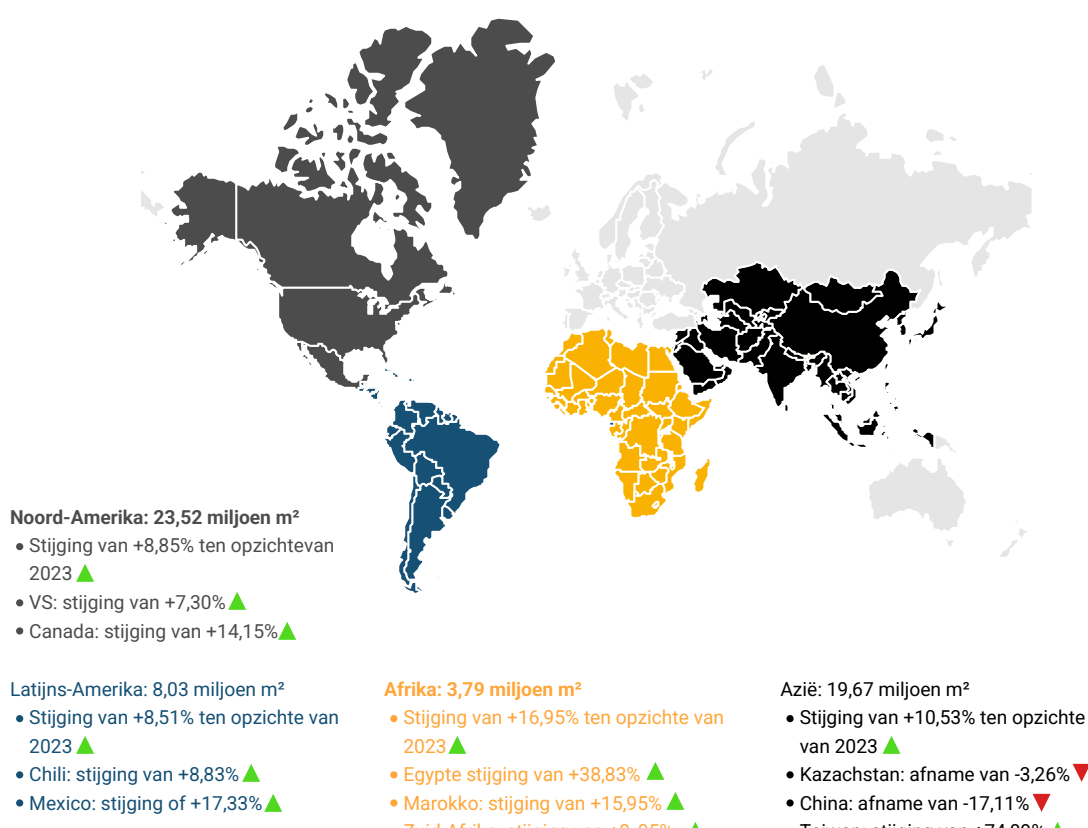 Noord-Amerika: 23,52 miljoen m²
• Stijging van +8,85% ten opzichtevan
2023
• VS: stijging van +7,30%
• Canada: stijging van +14,15%
Latijns-Amerika: 8,03 miljoen m²
• Stijging van +8,51% ten opzichte van
2023
• Chili: stijging van +8,83%
• Mexico: stijging of +17,33%
Afrika: 3,79 miljoen m²
• Stijging van +16,95% ten opzichte van
2023
• Egypte stijging van +38,83%
• Marokko: stijging van +15,95%
Azië: 19,67 miljoen m²
• Stijging van +10,53% ten opzichte
van 2023
• Kazachstan: afname van -3,26%
• China: afname van -17,11%